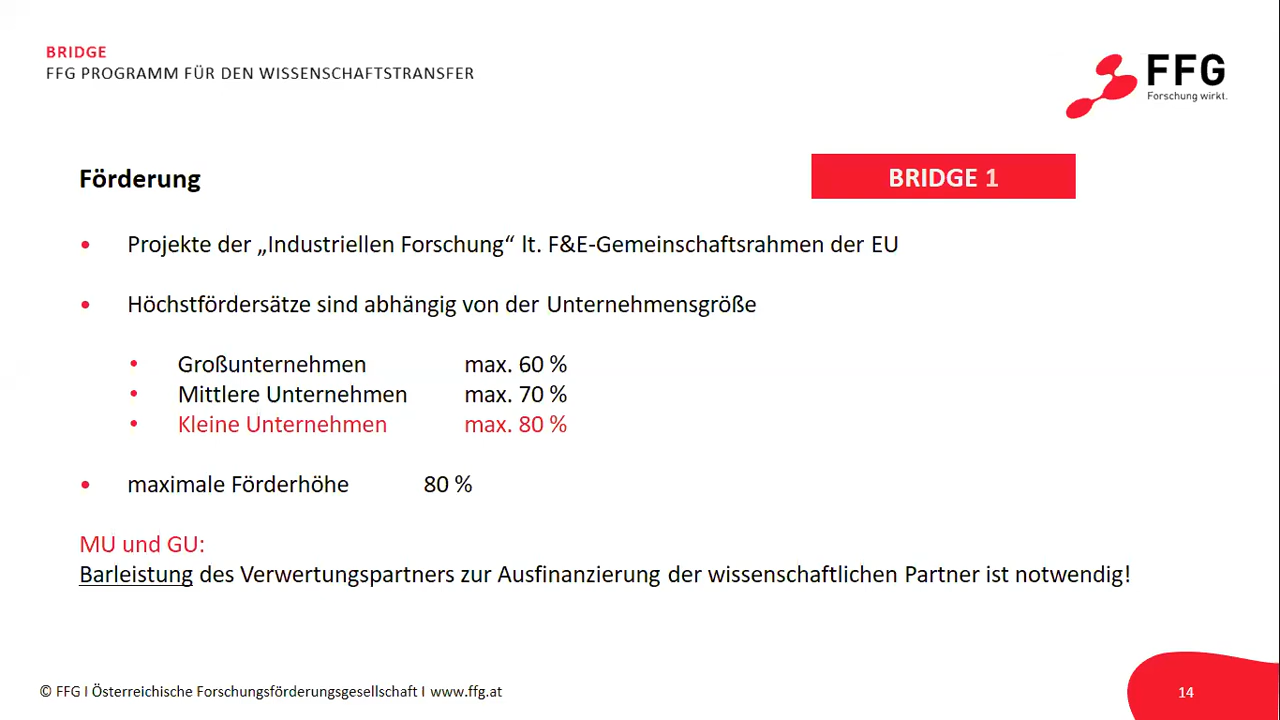 BRIDGE
FFG PROGRAMM FÜR DEN WISSENSCHAFTSTRANSFER
FFG
Forschung wirkt.
Förderung
BRIDGE 1
• Projekte der „Industriellen Forschung“ lt. F&E-Gemeinschaftsrahmen der EU
• Höchstfördersätze sind abhängig von der Unternehmensgröße
• Großunternehmen max. 60 %
• Mittlere Unternehmen max. 70 %
• Kleine Unternehmen max. 80 %
• maximale Förderhöhe 80 %
MU und GU:
Barleistung des Verwertungspartners zur Ausfinanzierung der wissenschaftlichen Partner ist notwendig!
© FFG I Österreichische Forschungsförderungsgesellschaft I www.ffg.at
14